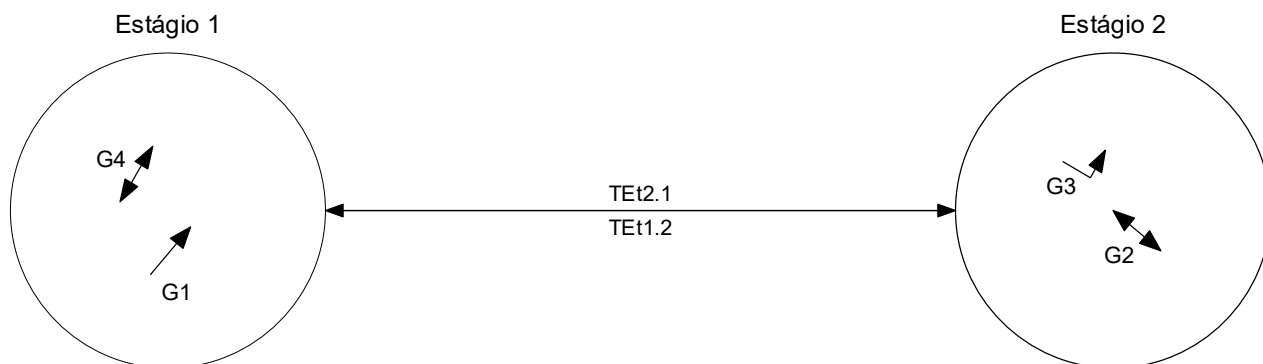 Estágio 1
Estágio 2
G4
G1
TEt2.1
TEt1.2
G3
G2